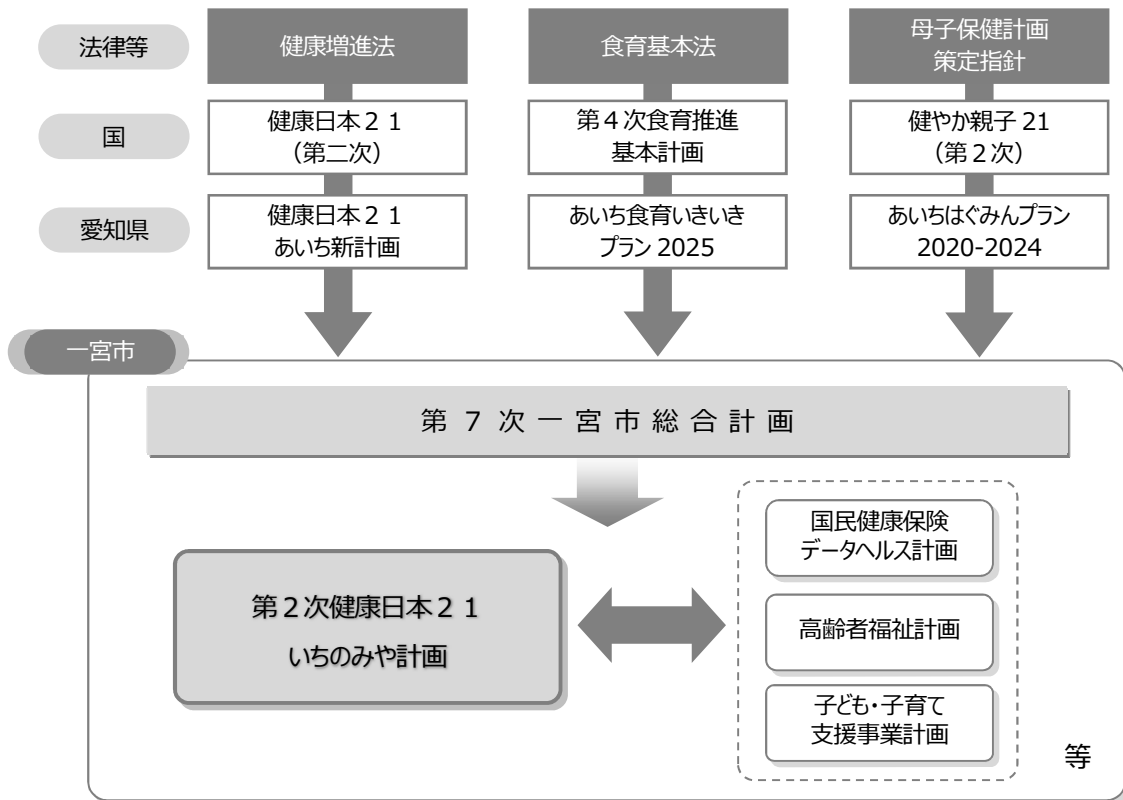 法律等
健康増進法
食育基本法
母子保健計画
策定指針
国
健康日本２１
（第二次）
第４次食育推進
基本計画
健やか親子 21
（第２次）
愛知県
健康日本２１
あいち新計画
あいち食育いきいき
プラン 2025
あいちはぐみんプラン
2020-2024
一宮市
第７次一宮市総合計画
第２次健康日本２１
いちのみや計画
国民健康保険
データヘルス計画
高齢者福祉計画
子ども・子育て
支援事業計画
等